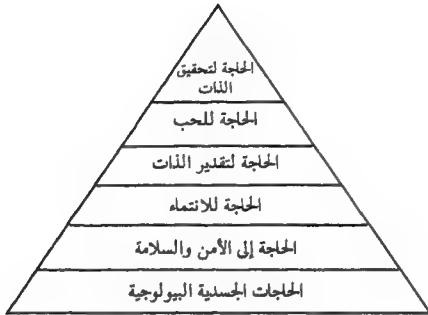 الحاجة لتحقيق
الذات
الحاجة للحب
الحاجة لتقدير الذات
الحاجة للانتماء
الحاجة إلى الأمن والسلامة
الحاجات الجسدية البيولوجية